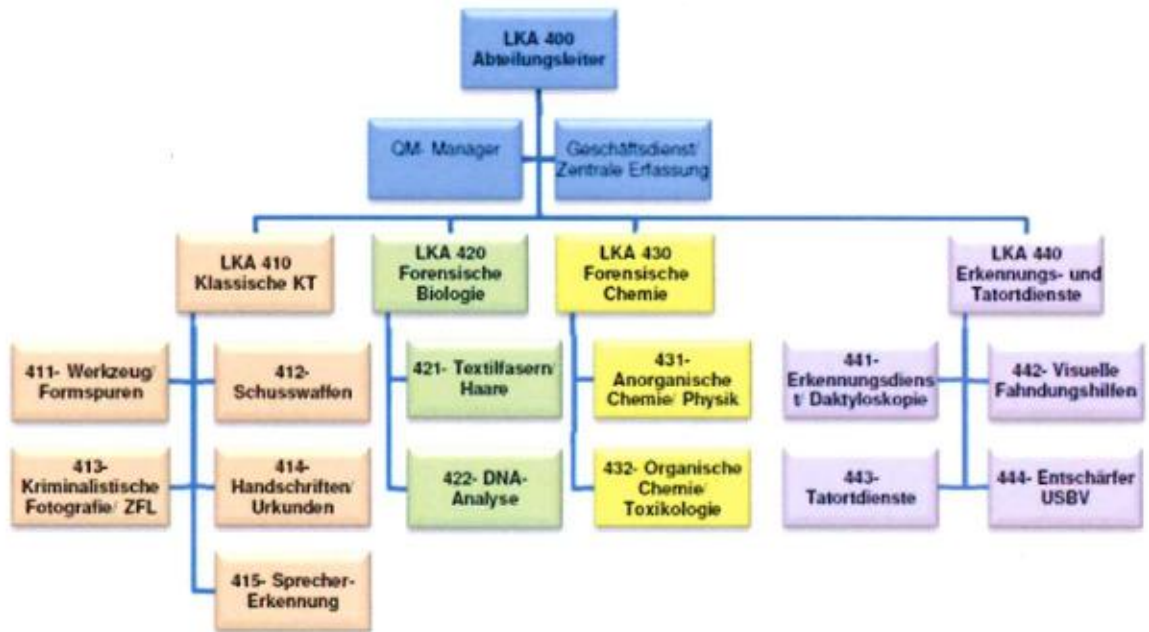 LKA 400
Abteilungsleiter
QM- Manager
Geschäftsdienst/
Zentrale Erfassung
LKA 410
Klassische KT
LKA 420
Forensische
Biologie
LKA 430
Forensische
Chemie
LKA 440
Erkennungs- und
Tatortdienste
411- Werkzeug/
Formspuren
412-
Schusswaffen
421- Textilfasern/
Haare
431-
Anorganische
Chemie/ Physik
441-
Erkennungsdiens
t/ Daktyloskopie
442- Visuelle
Fahndungshilfen
413-
Kriminalistische
Fotografie/ ZFL
414-
Handschriften/
Urkunden
422- DNA-
Analyse
432- Organische
Chemie/
Toxikologie
443-
Tatortdienste
444- Entschärfer
USBV
415- Sprecher-
Erkennung